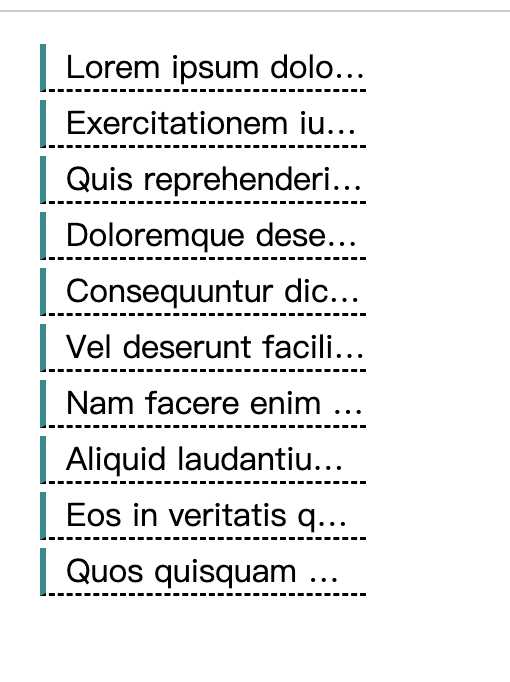 Lorem ipsum dolo...
Exercitationem iu...
Quis reprehenderi...
Doloremque dese...
Consequuntur dic...
Vel deserunt facili...
Nam facere enim ...
Aliquid laudantiu...
Eos in veritatis q...
Quos quisquam ...